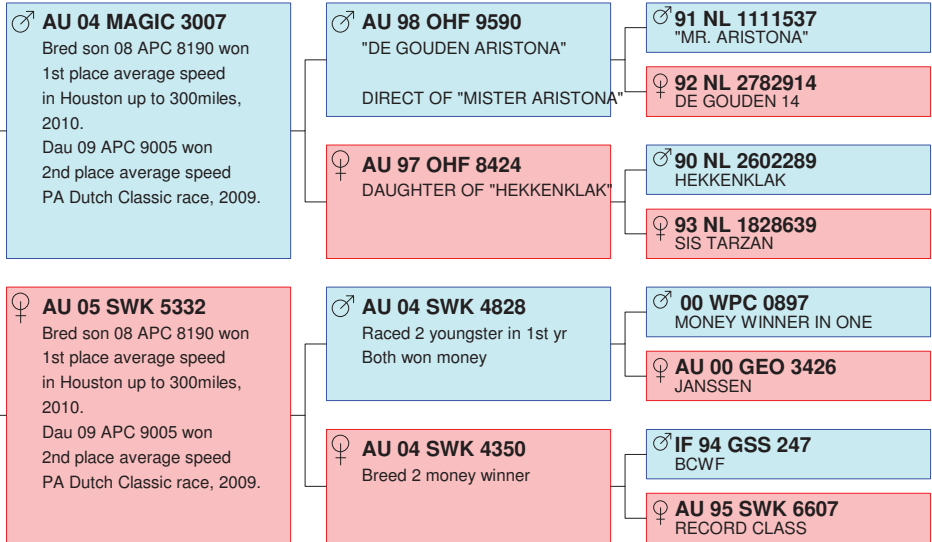 AU 04 MAGIC 3007
Bred son 08 APC 8190 won
1st place average speed
in Houston up to 300miles,
2010.
Dau 09 APC 9005 won
2nd place average speed
PA Dutch Classic race, 2009.
AU 98 OHF 9590
"DE GOUDEN ARISTONA"
DIRECT OF "MISTER ARISTONA"
91 NL 1111537
"MR. ARISTONA"
92 NL 2782914
DE GOUDEN 14
AU 97 OHF 8424
DAUGHTER OF "HEKKENKLAK"
90 NL 2602289
HEKKENKLAK
93 NL 1828639
SIS TARZAN
AU 05 SWK 5332
Bred son 08 APC 8190 won
1st place average speed
in Houston up to 300miles,
2010.
Dau 09 APC 9005 won
2nd place average speed
PA Dutch Classic race, 2009.
AU 04 SWK 4828
Raced 2 youngster in 1st yr
Both won money
00 WPC 0897
MONEY WINNER IN ONE
AU 00 GEO 3426
JANSSEN
AU 04 SWK 4350
Breed 2 money winner
IF 94 GSS 247
BCWF
AU 95 SWK 6607
RECORD CLASS